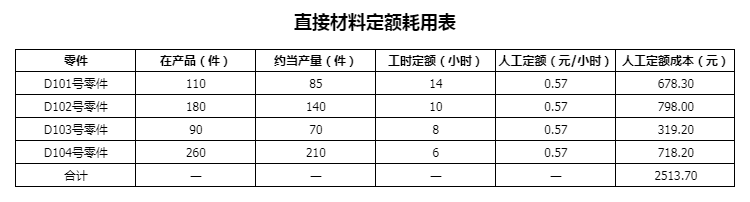 直接材料定额耗用表
零件 在产品（件） 约当产量（件） 工时定额（小时） 人工定额（元/小时） 人工定额成本（元）
D101号零件 110 85 14 0.57 678.30
D102号零件 180 140 10 0.57 798.00
D103号零件 90 70 8 0.57 319.20
D104号零件 260 210 6 0.57 718.20
合计 — — — — 2513.70